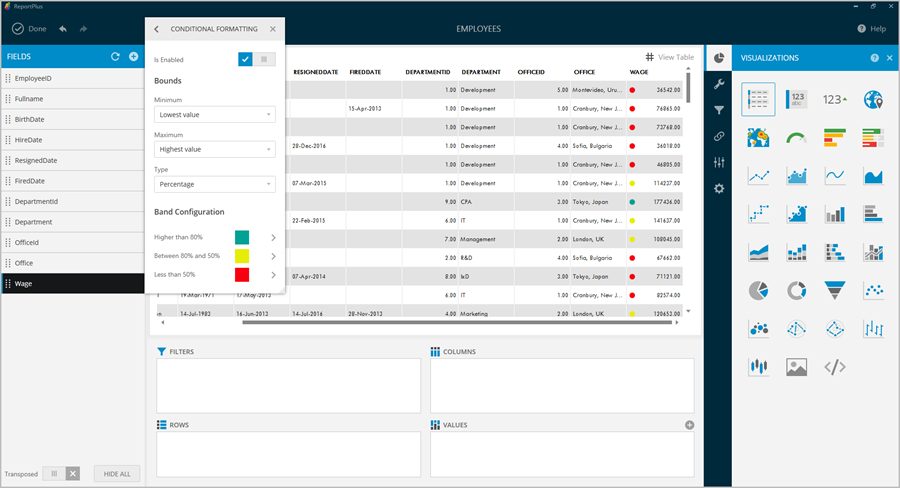 ReportPlus
Done
EMPLOYEES
Help
FIELDS
EmployeeID
Fullname
BirthDate
HireDate
ResignedDate
FiredDate
DepartmentId
Department
OfficeId
Office
Wage
Transposed
HIDE ALL
CONDITIONAL FORMATTING
Is Enabled
Bounds
Minimum
Lowest value
Maximum
Highest value
Type
Percentage
Band Configuration
Higher than 80%
Between 80% and 50%
Less than 50%
View Table
RESIGNEDDATE FIREDDATE DEPARTMENTID DEPARTMENT OFFICEID OFFICE WAGE
1.00 Development 5.00 Montevideo, Uru... 36542.00
15-Apr-2013 1.00 Development 1.00 Cranbury, New J... 76865.00
1.00 Development 1.00 Cranbury, New J... 73768.00
28-Dec-2016 1.00 Development 4.00 Sofia, Bulgaria 36018.00
1.00 Development 1.00 Cranbury, New J... 46805.00
07-Mar-2015 1.00 Development 1.00 Cranbury, New J... 114237.00
9.00 CPA 3.00 Tokyo, Japan 177436.00
22-Feb-2015 6.00 IT 1.00 Cranbury, New J... 141637.00
7.00 Management 2.00 London, UK 108045.00
2.00 R&D 4.00 Sofia, Bulgaria 67662.00
07-Apr-2014 8.00 IxD 3.00 Tokyo, Japan 71121.00
19-Mar-1971 17-May-2013 6.00 IT 1.00 Cranbury, New J... 82574.00
14-Jul-1982 16-Jun-2013 14-Jul-2016 28-Nov-2013 4.00 Marketing 2.00 London, UK 120653.00
FILTERS
COLUMNS
ROWS
VALUES
VISUALIZATIONS
123
abc
123